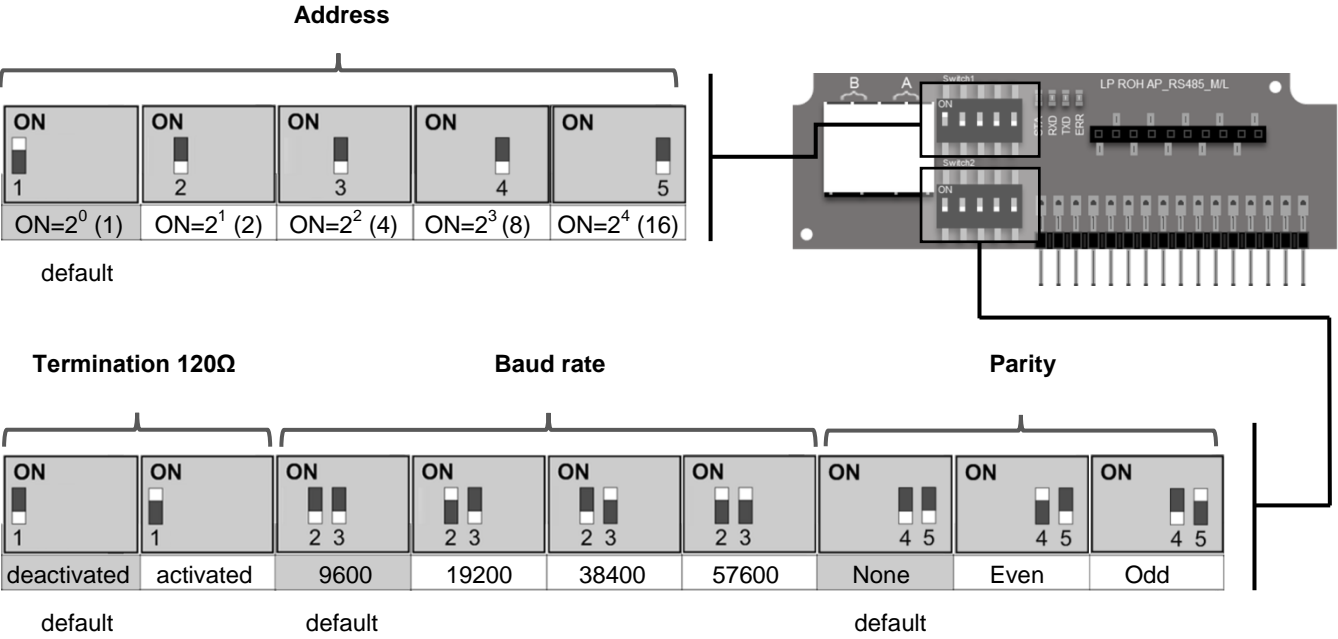 Address
ON ON ON ON ON
1 2 3 4 5
ON=2⁰ (1) ON=2¹ (2) ON=2² (4) ON=2³ (8) ON=2⁴ (16)
default
B A Switch1 LP ROH AP_RS485_M/L
ON
STA RXD TXD ERR
Switch2
ON
Termination 120Ω Baud rate Parity
ON ON ON ON ON ON ON ON ON
1 1 2 3 2 3 2 3 2 3 4 5 4 5 4 5
deactivated activated 9600 19200 38400 57600 None Even Odd
default default default